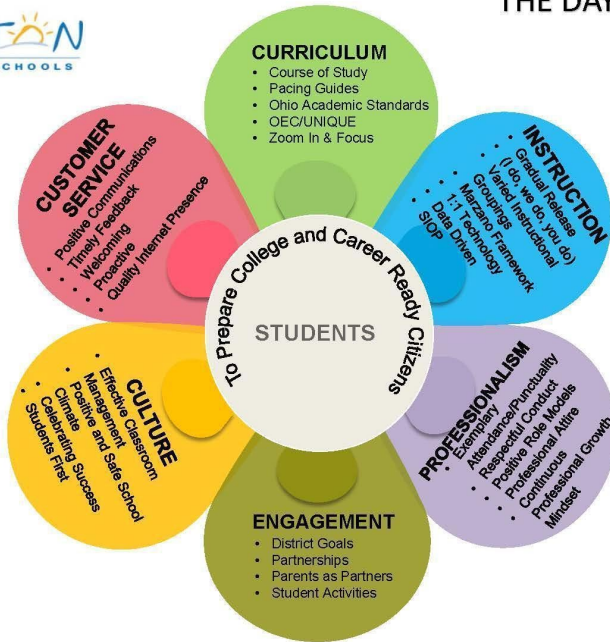 THE DAY
TON
CHOOLS
CURRICULUM
• Course of Study
• Pacing Guides
• Ohio Academic Standards
• OEC/UNIQUE
• Zoom In & Focus
INSTRUCTION
• Gradual Release
(I do, we do, you do)
• Varied Instructional
Groupings
• Marzano Framework
• 1:1 Technology
• Data Driven
• SIOP
PROFESSIONALISM
• Exemplary
Attendance/Punctuality
• Respectful Conduct
• Positive Role Models
• Professional Attire
• Continuous
Professional Growth
Mindset
ENGAGEMENT
• District Goals
• Partnerships
• Parents as Partners
• Student Activities
CULTURE
• Effective Classroom
Management
• Positive and Safe School
Climate
• Celebrating Success
• Students First
CUSTOMER
SERVICE
• Positive Communications
• Timely Feedback
• Welcoming
• Proactive
• Quality Internet Presence
To Prepare College and Career Ready Citizens
STUDENTS